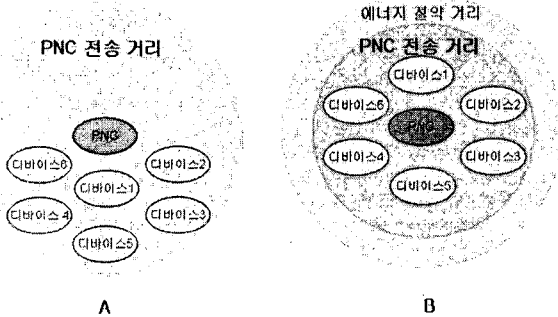 PNC 전송 거리
PNC
디바이스6
디바이스2
디바이스1
디바이스4
디바이스3
디바이스5
A
에너지 절약 거리
PNC 전송 거리
디바이스1
디바이스6
디바이스2
PNC
디바이스4
디바이스3
디바이스5
B